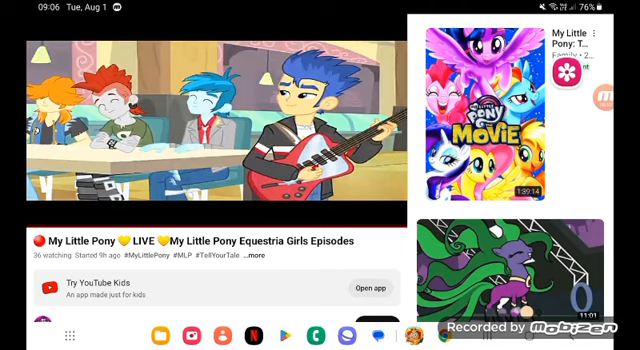 09:06 Tue, Aug 1
76%
My Little
Pony: T...
Family • 2...
MY LITTLE
PONY
THE
MOVIE
1:39:14
🔴 My Little Pony 💛 LIVE 💛My Little Pony Equestria Girls Episodes
36 watching Started 9h ago #MyLittlePony #MLP #TellYourTale ...more
Try YouTube Kids
An app made just for kids
Open app
11:01
Recorded by mobizen